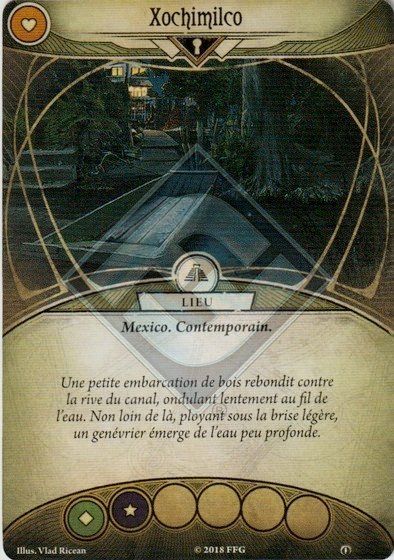 Xochimilco
LIEU
Mexico. Contemporain.
Une petite embarcation de bois rebondit contre
la rive du canal, ondulant lentement au fil de
l'eau. Non loin de là, ployant sous la brise légère,
un genévrier émerge de l'eau peu profonde.
Illus. Vlad Ricean
© 2018 FFG